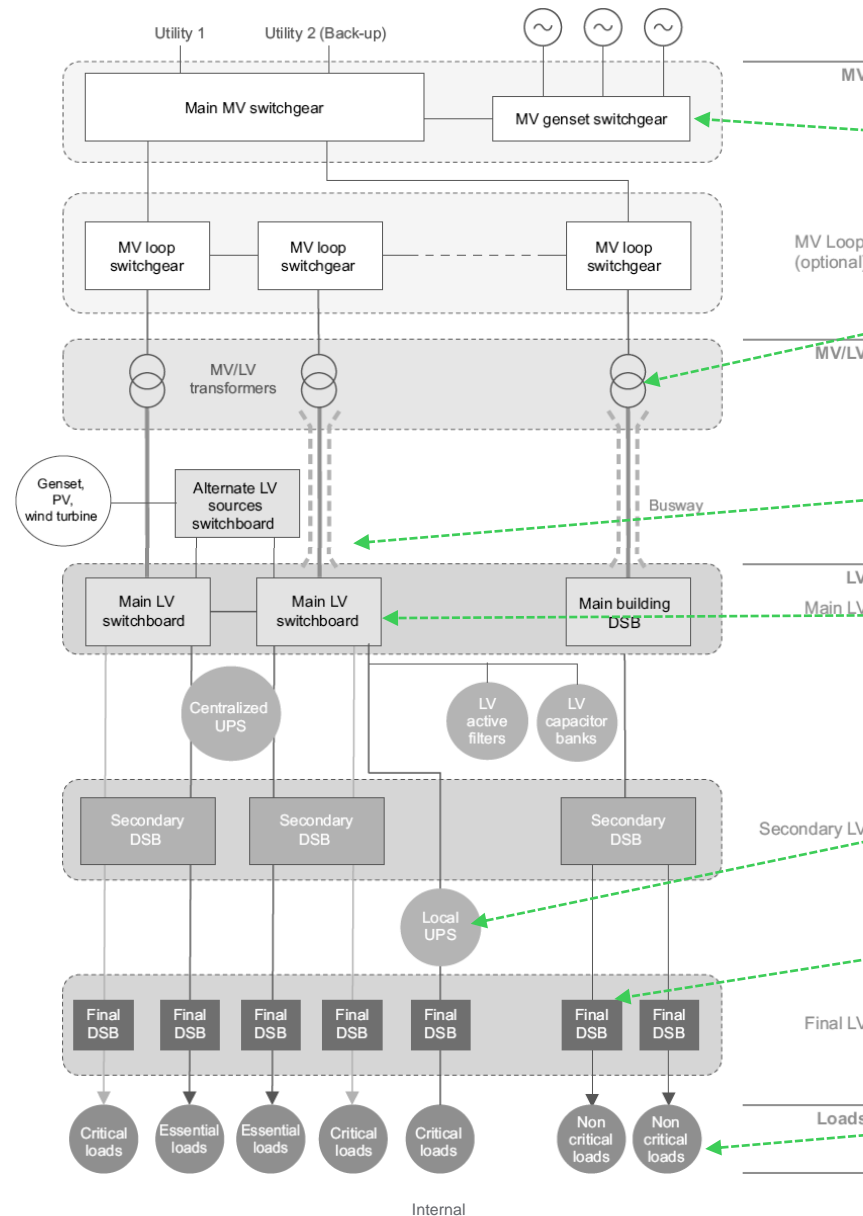 Utility 1
Utility 2 (Back-up)
MV
Main MV switchgear
MV genset switchgear
MV loop
switchgear
MV loop
switchgear
MV loop
switchgear
MV Loop
(optional)
MV/LV
MV/LV
transformers
Genset,
PV,
wind turbine
Alternate LV
sources
switchboard
Busway
LV
Main LV
Main LV
switchboard
Main LV
switchboard
Main building
DSB
Centralized
UPS
LV
active
filters
LV
capacitor
banks
Secondary
DSB
Secondary
DSB
Secondary
DSB
Secondary LV
Local
UPS
Final
DSB
Final
DSB
Final
DSB
Final
DSB
Final
DSB
Final
DSB
Final
DSB
Final LV
Loads
Critical
loads
Essential
loads
Essential
loads
Critical
loads
Critical
loads
Non
critical
loads
Non
critical
loads
Internal